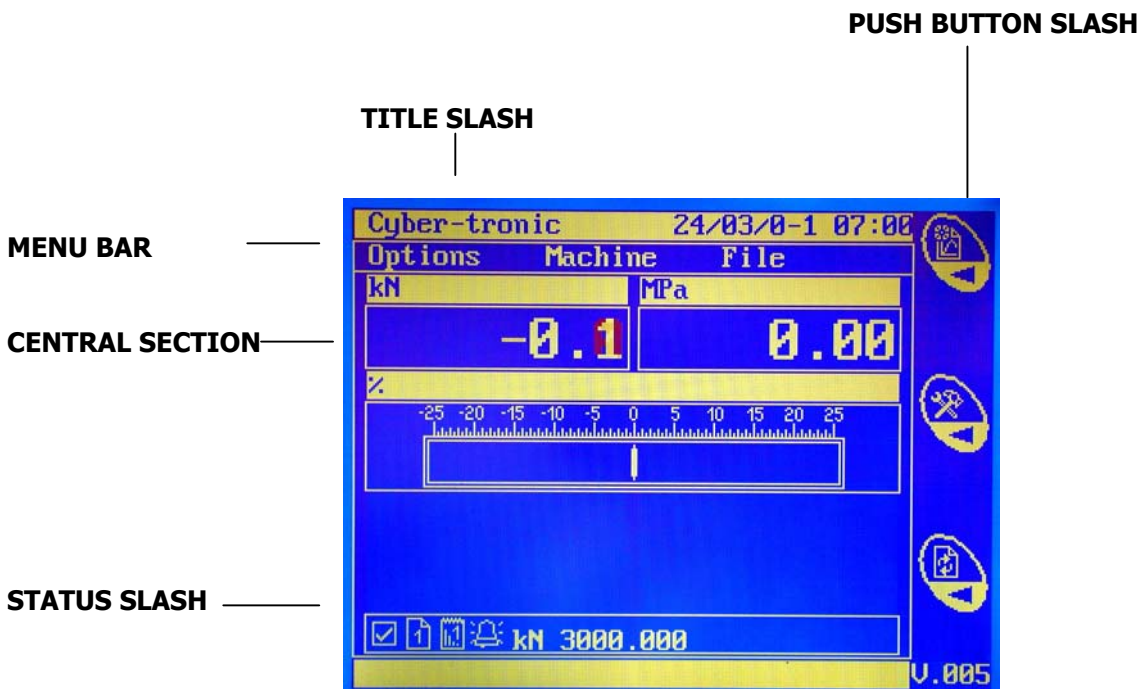 PUSH BUTTON SLASH
TITLE SLASH
MENU BAR
CENTRAL SECTION
STATUS SLASH
Cyber-tronic 24/03/0-1 07:00
Options Machine File
kN MPa
-0.1 0.00
%
-25 -20 -15 -10 -5 0 5 10 15 20 25
1 1 kN 3000.000
V.005